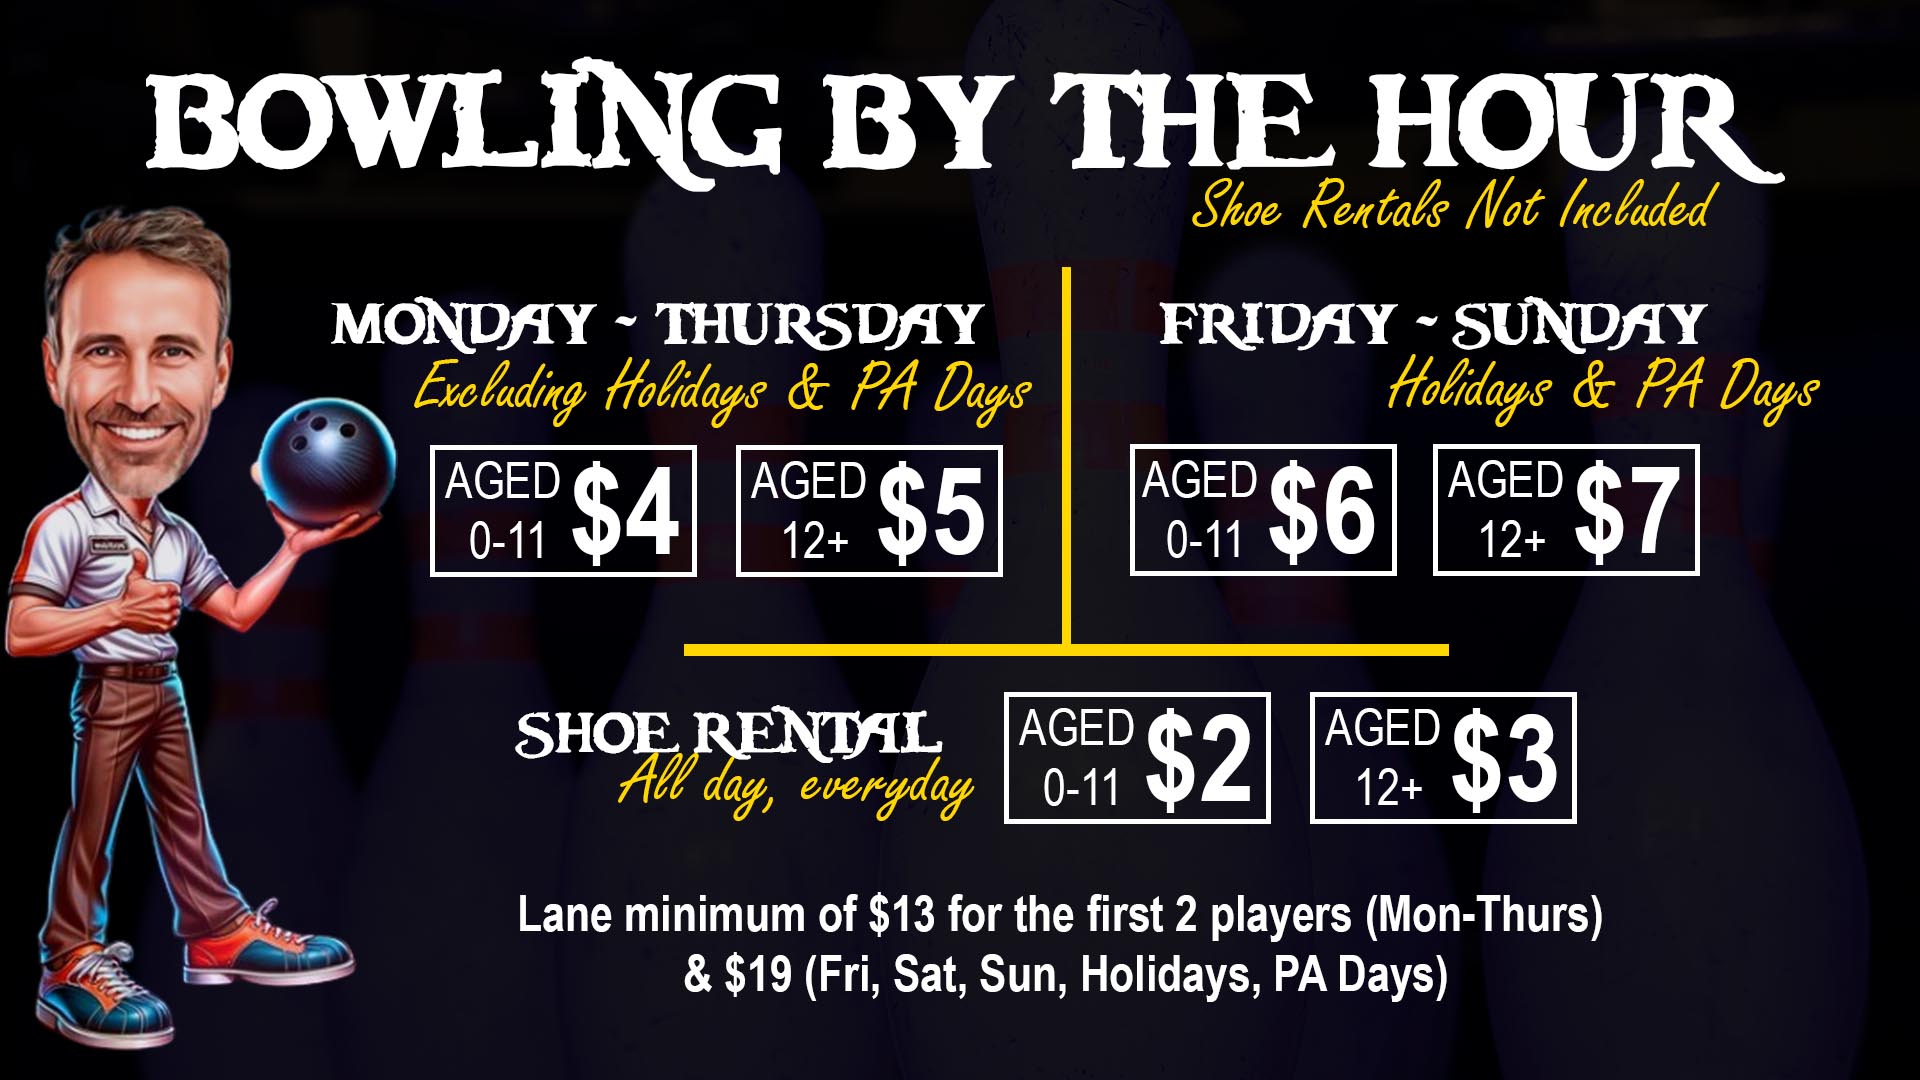 BOWLING BY THE HOUR
Shoe Rentals Not Included
MONDAY ~ THURSDAY
Excluding Holidays & PA Days
AGED 0-11 $4
AGED 12+ $5
FRIDAY ~ SUNDAY
Holidays & PA Days
AGED 0-11 $6
AGED 12+ $7
SHOE RENTAL
All day, everyday
AGED 0-11 $2
AGED 12+ $3
Lane minimum of $13 for the first 2 players (Mon-Thurs)
& $19 (Fri, Sat, Sun, Holidays, PA Days)